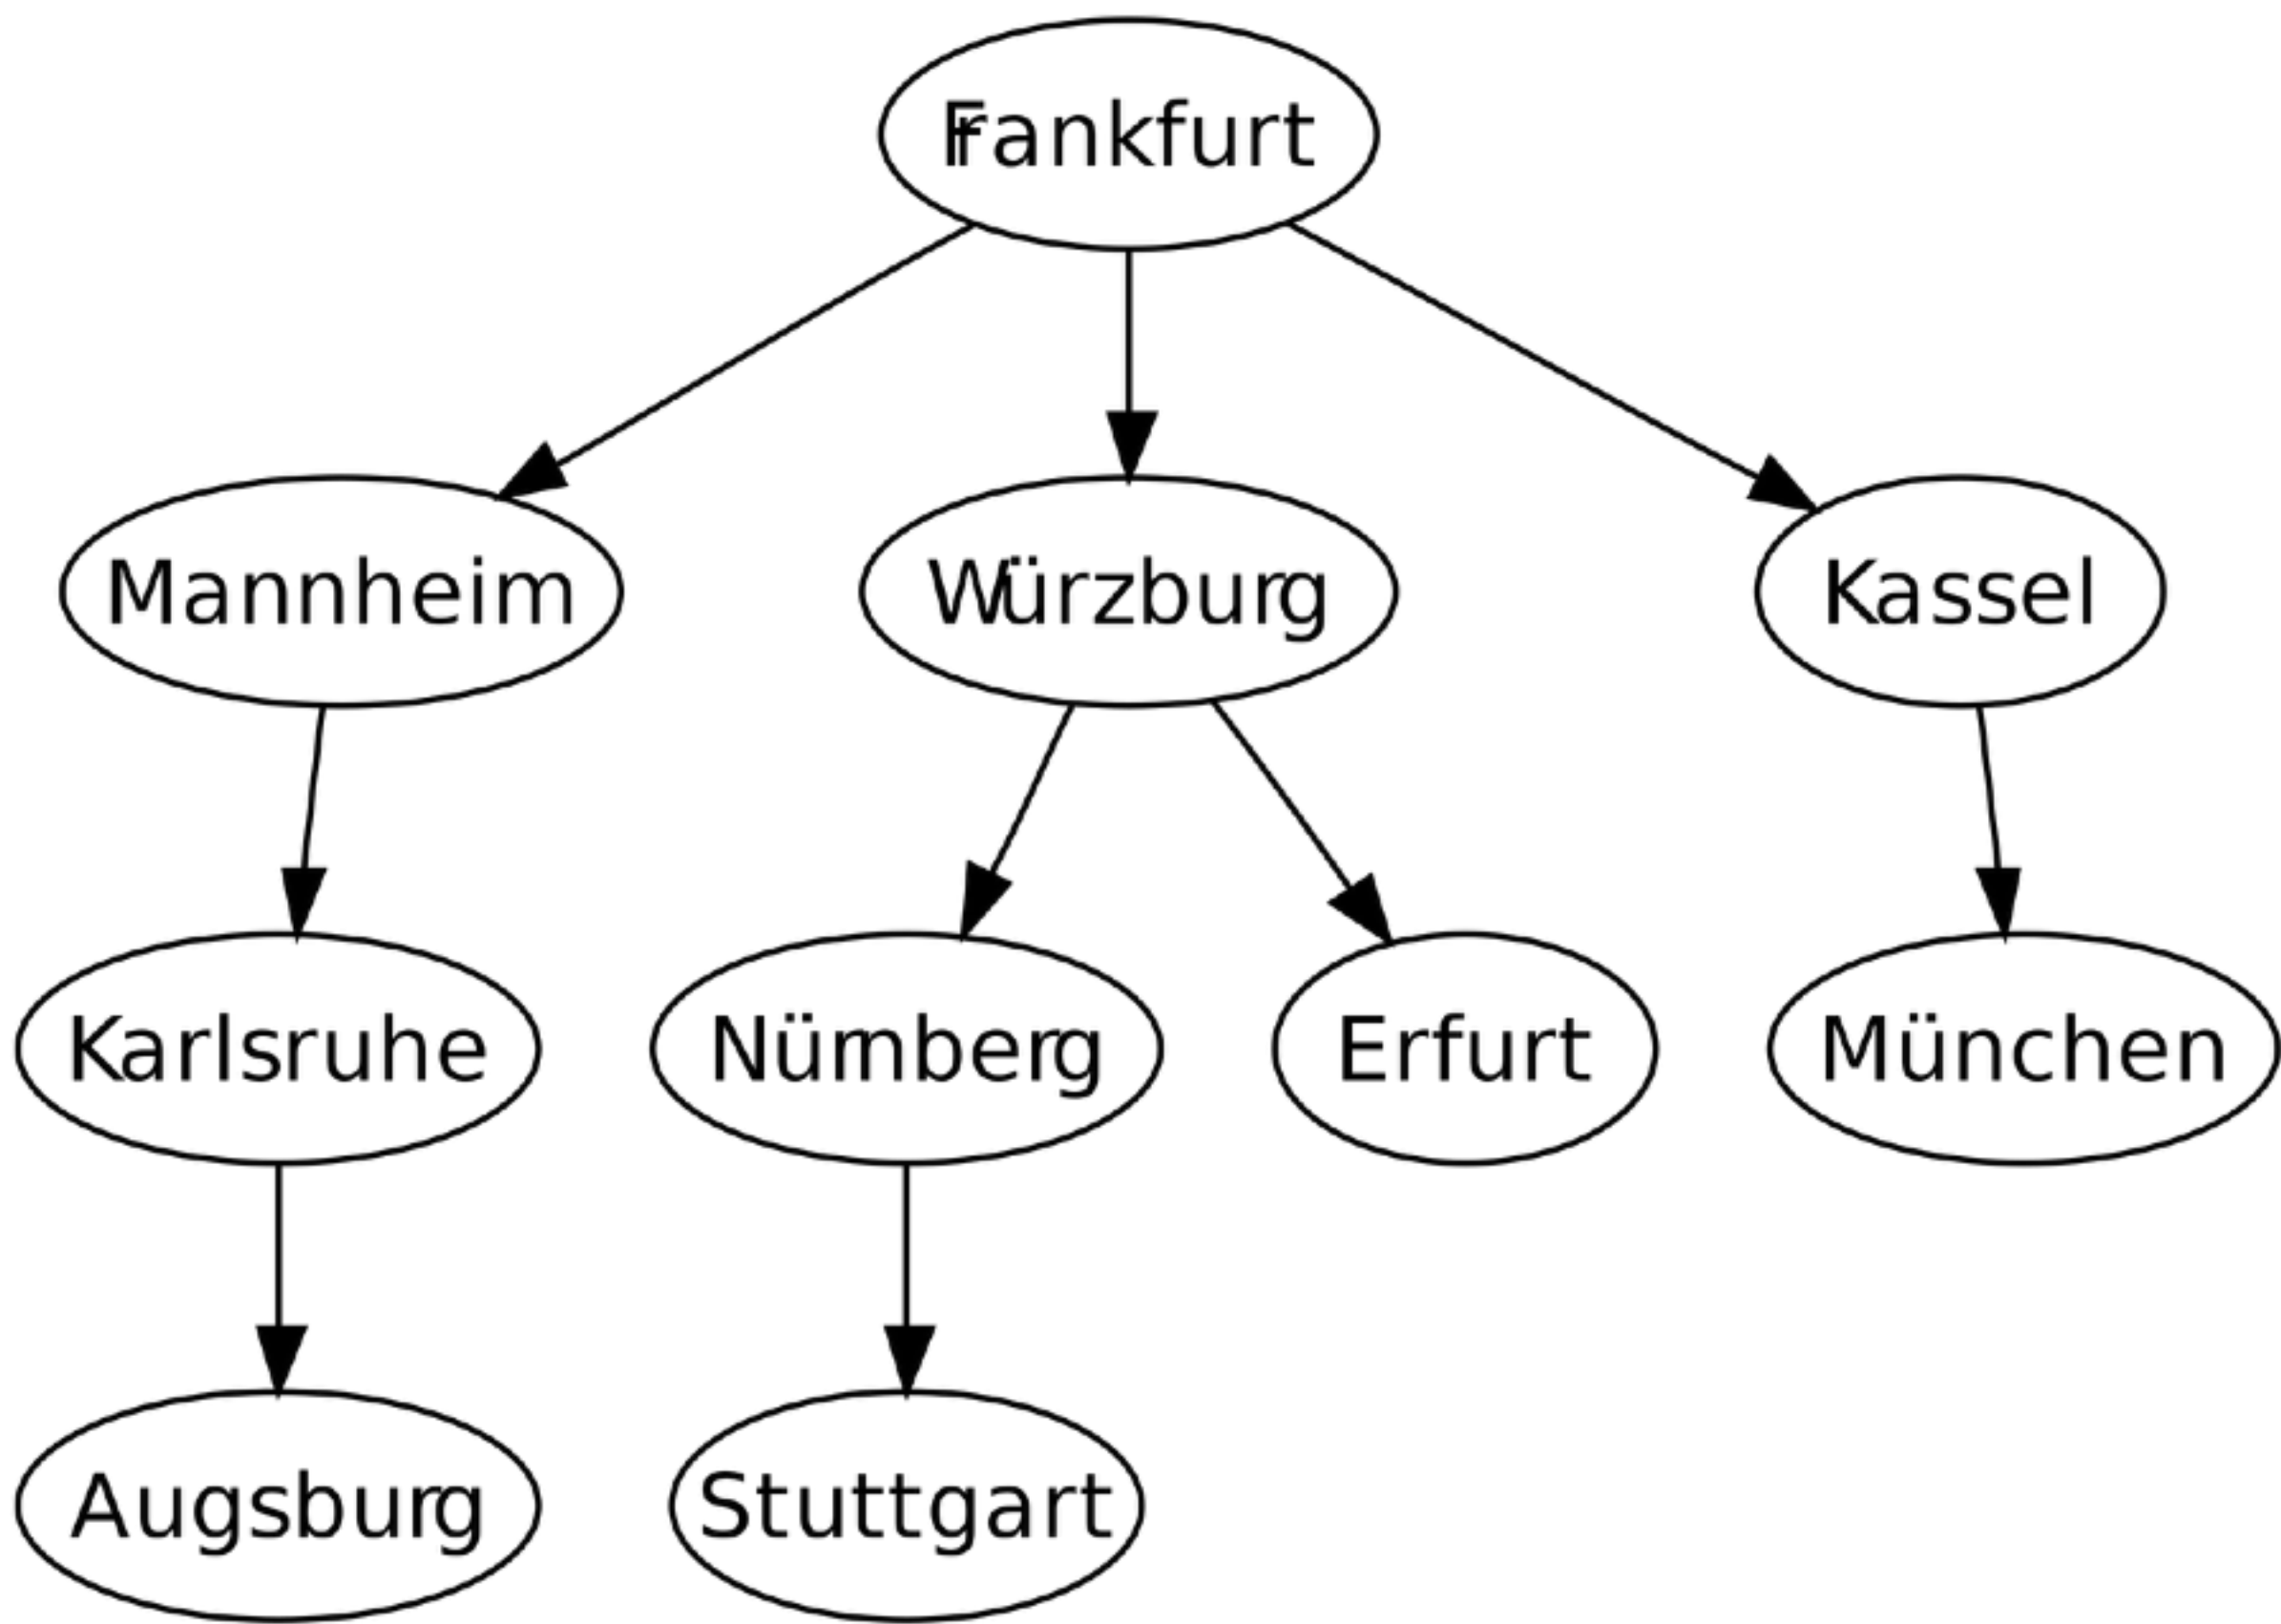 Frankfurt
Mannheim
Würzburg
Kassel
Karlsruhe
Nürnberg
Erfurt
München
Augsburg
Stuttgart